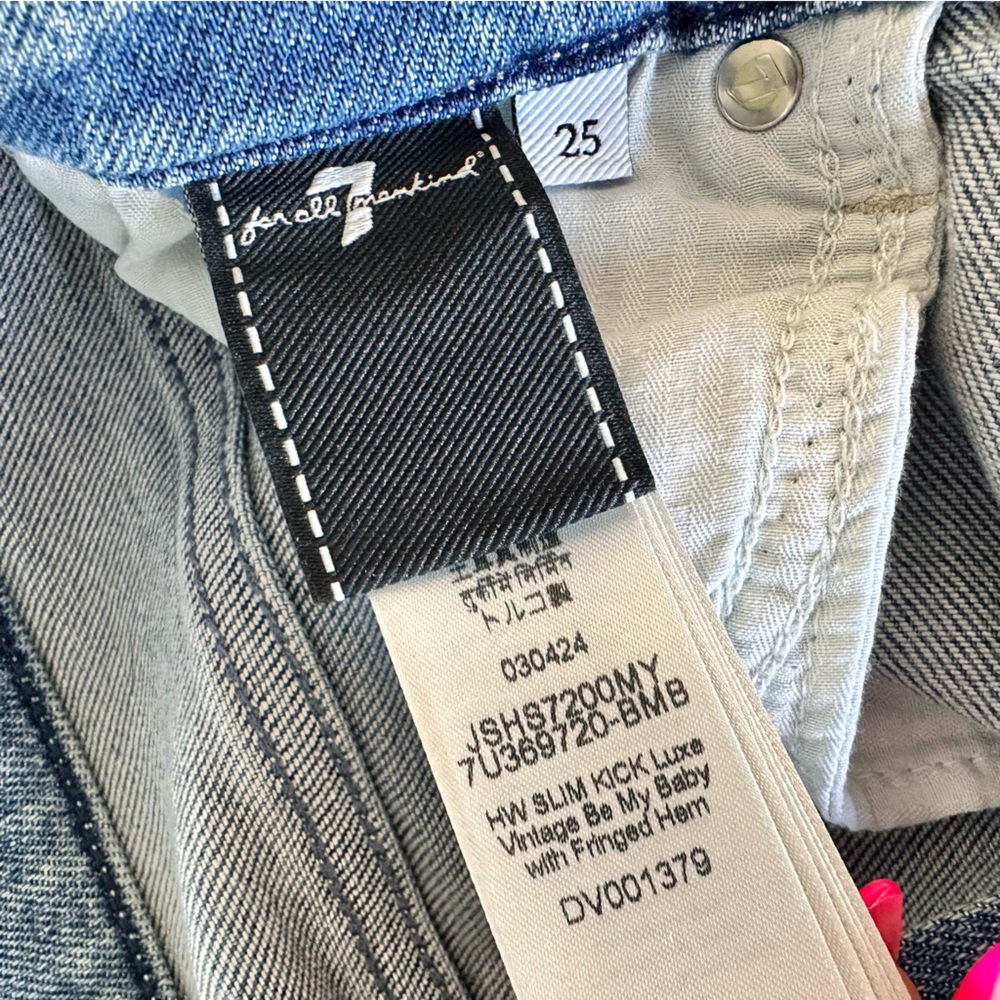 for all 7 mankind®
25
トルコ製
030424
JSHS7200MY
7U369720-BMB
HW SLIM KICK Luxe
Vintage Be My Baby
with Fringed Hem
DV001379